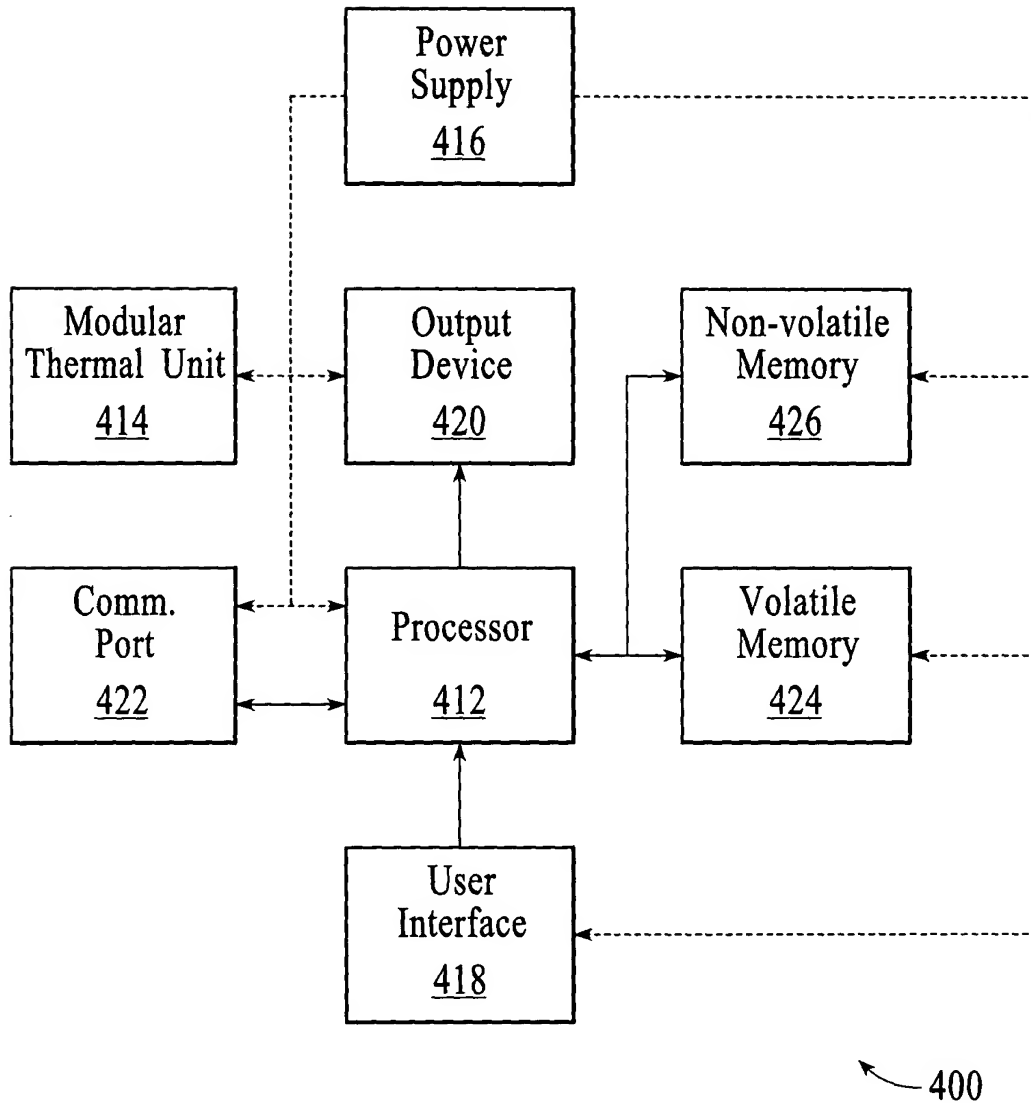 Power
Supply
416
Modular
Thermal Unit
414
Output
Device
420
Non-volatile
Memory
426
Comm.
Port
422
Processor
412
Volatile
Memory
424
User
Interface
418
400